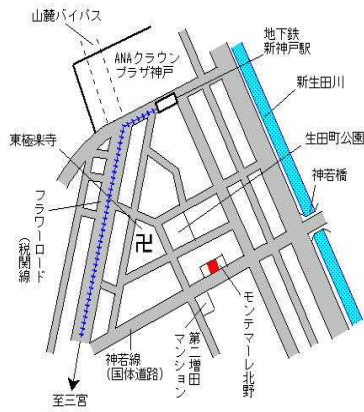 山麓バイパス
ANAクラウン
プラザ神戸
地下鉄
新神戸駅
新生田川
東極楽寺
生田町公園
神若橋
フラワーロード
(税関線)
卍
神若線
(国体道路)
第二増田
マンション
モンテマーレ北野
至三宮